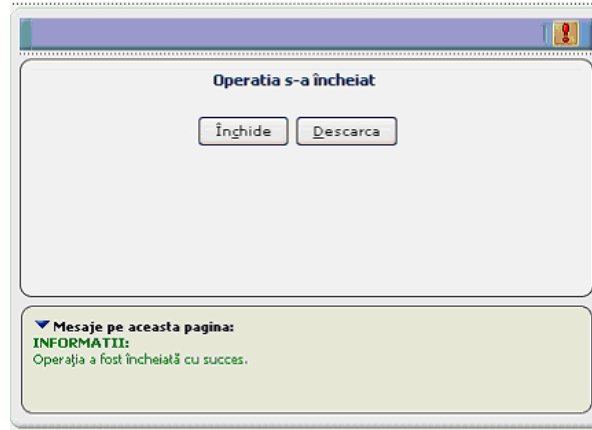 Operatia s-a încheiat
Închide Descarca
Mesaje pe aceasta pagina:
INFORMATII:
Operaţia a fost încheiată cu succes.